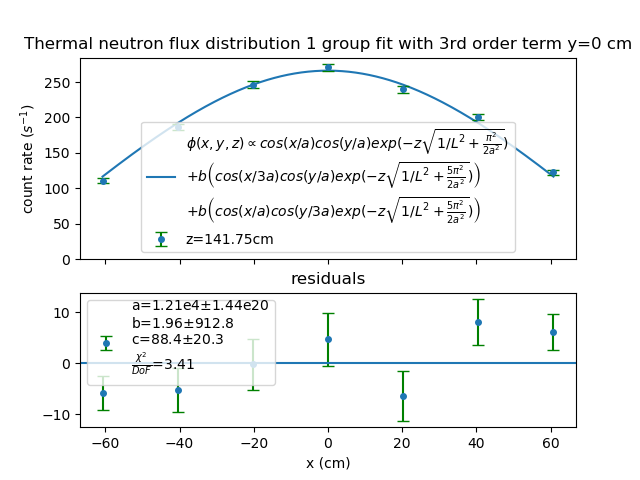 Thermal neutron flux distribution 1 group fit with 3rd order term y=0 cm
250
200
150
100
50
0
count rate (s⁻¹)
ϕ(x, y, z) ∝ cos(x/a)cos(y/a)exp(−z√(1/L² + π²/2a²))
+b(cos(x/3a)cos(y/a)exp(−z√(1/L² + 5π²/2a²)))
+b(cos(x/a)cos(y/3a)exp(−z√(1/L² + 5π²/2a²)))
z=141.75cm
residuals
10
0
−10
a=1.21e4±1.44e20
b=1.96±912.8
c=88.4±20.3
χ²/DoF=3.41
−60 −40 −20 0 20 40 60
x (cm)